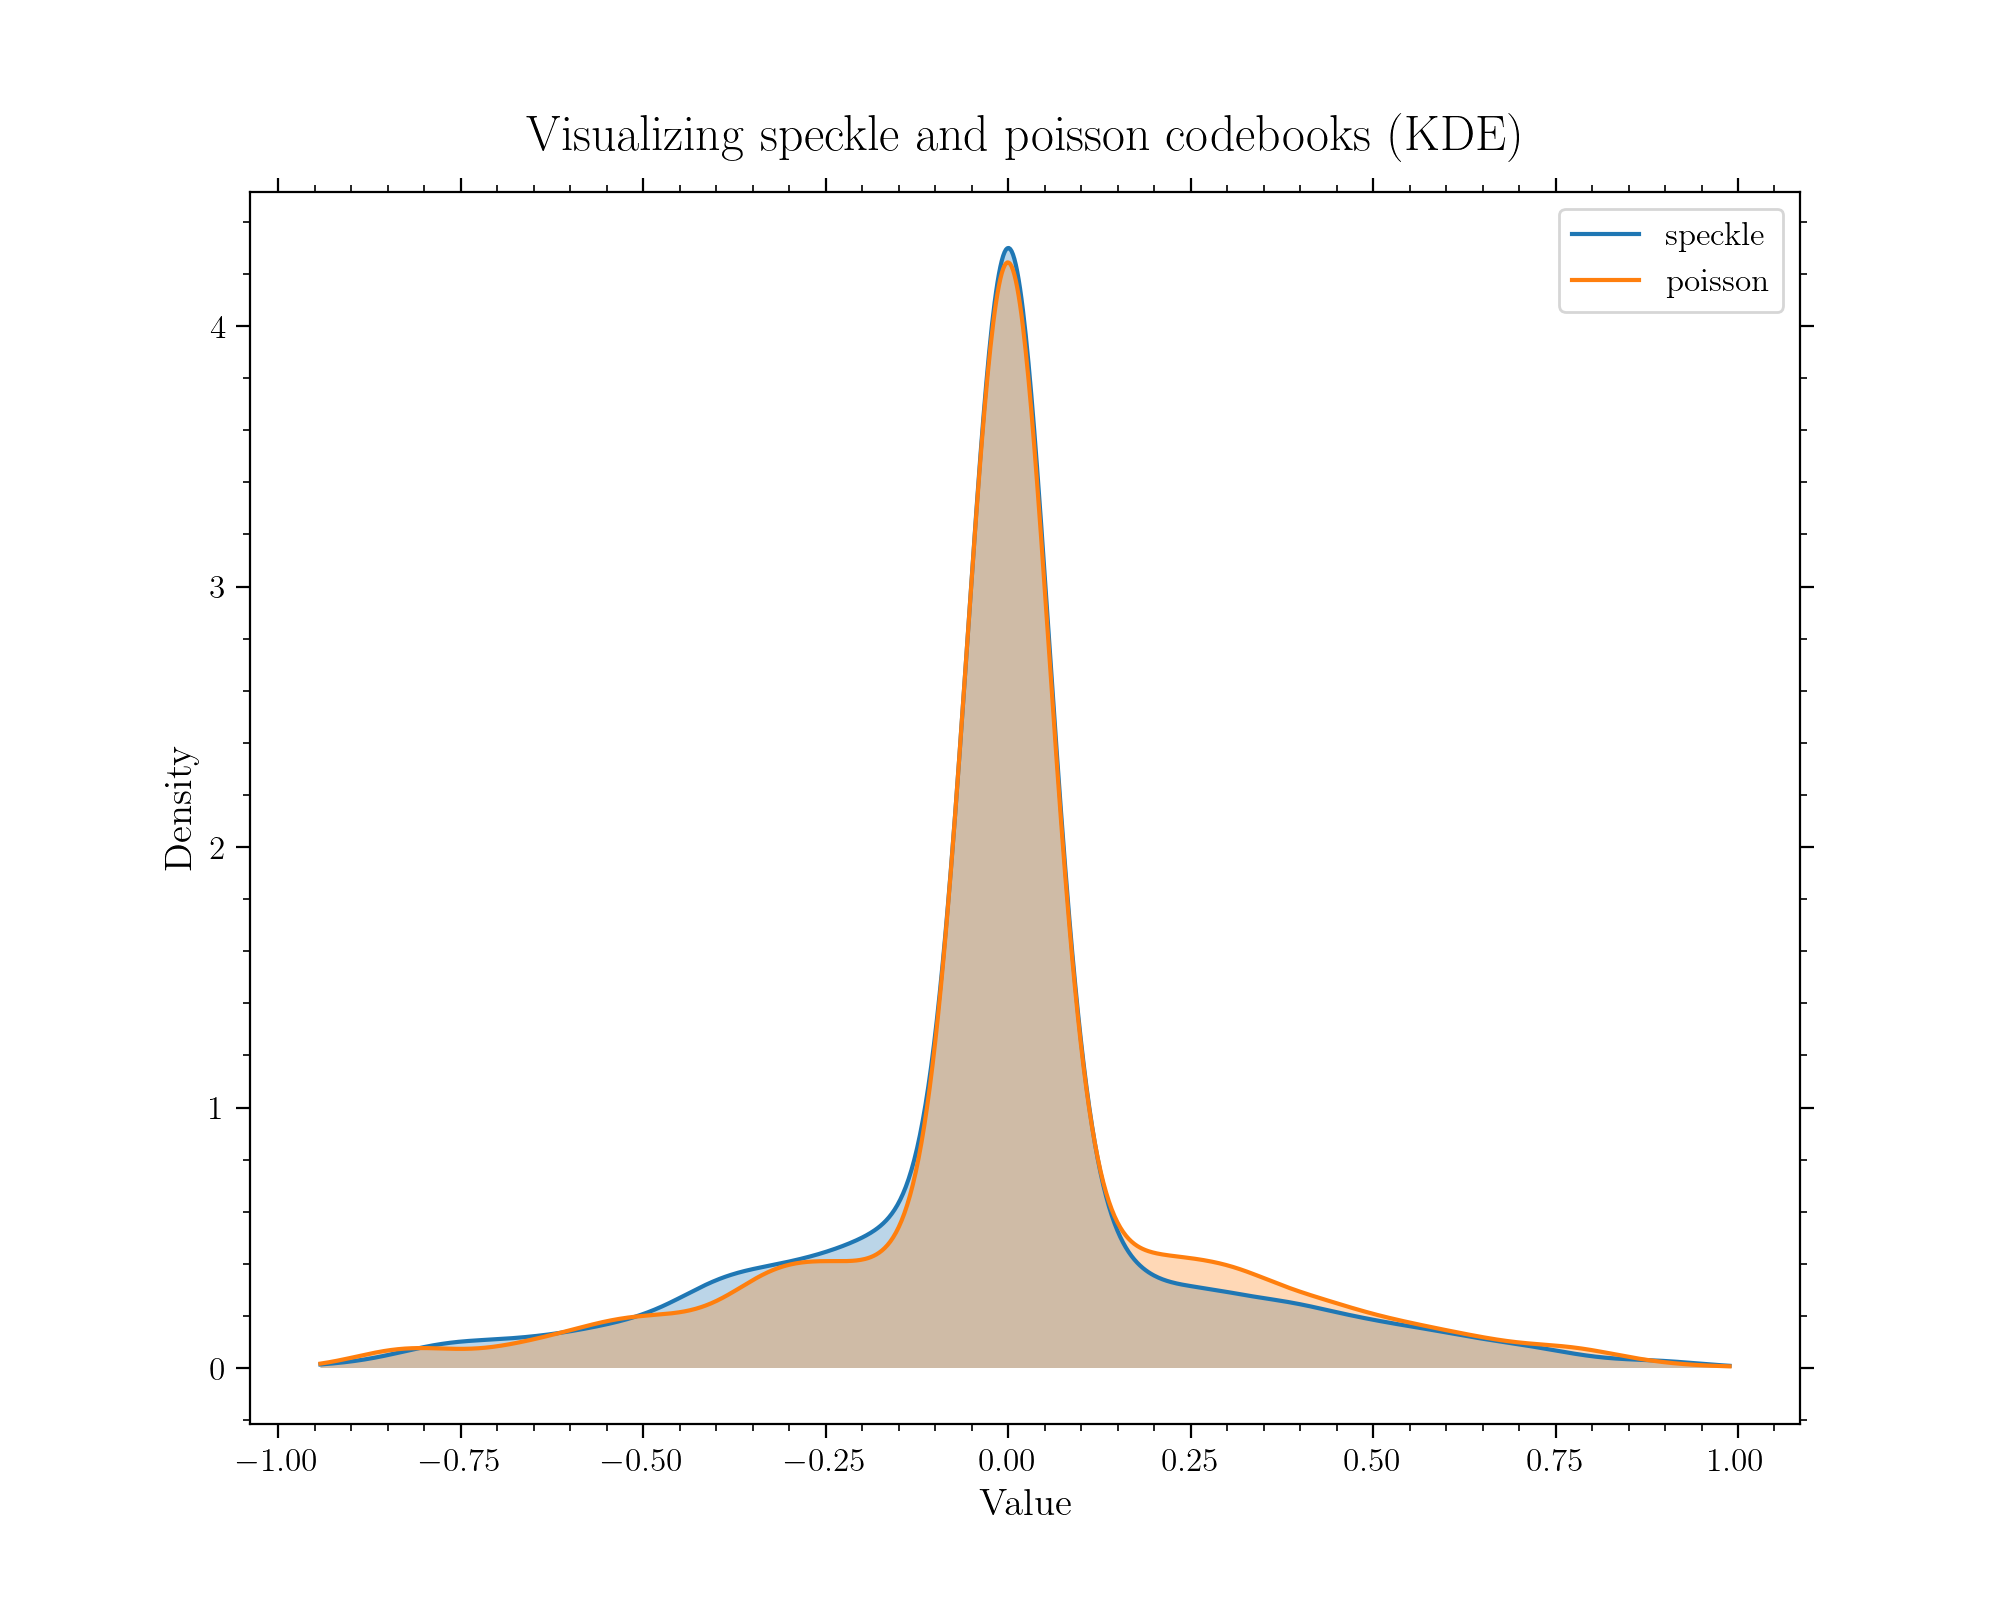 Visualizing speckle and poisson codebooks (KDE)
speckle
poisson
4
3
2
1
0
Density
−1.00 −0.75 −0.50 −0.25 0.00 0.25 0.50 0.75 1.00
Value